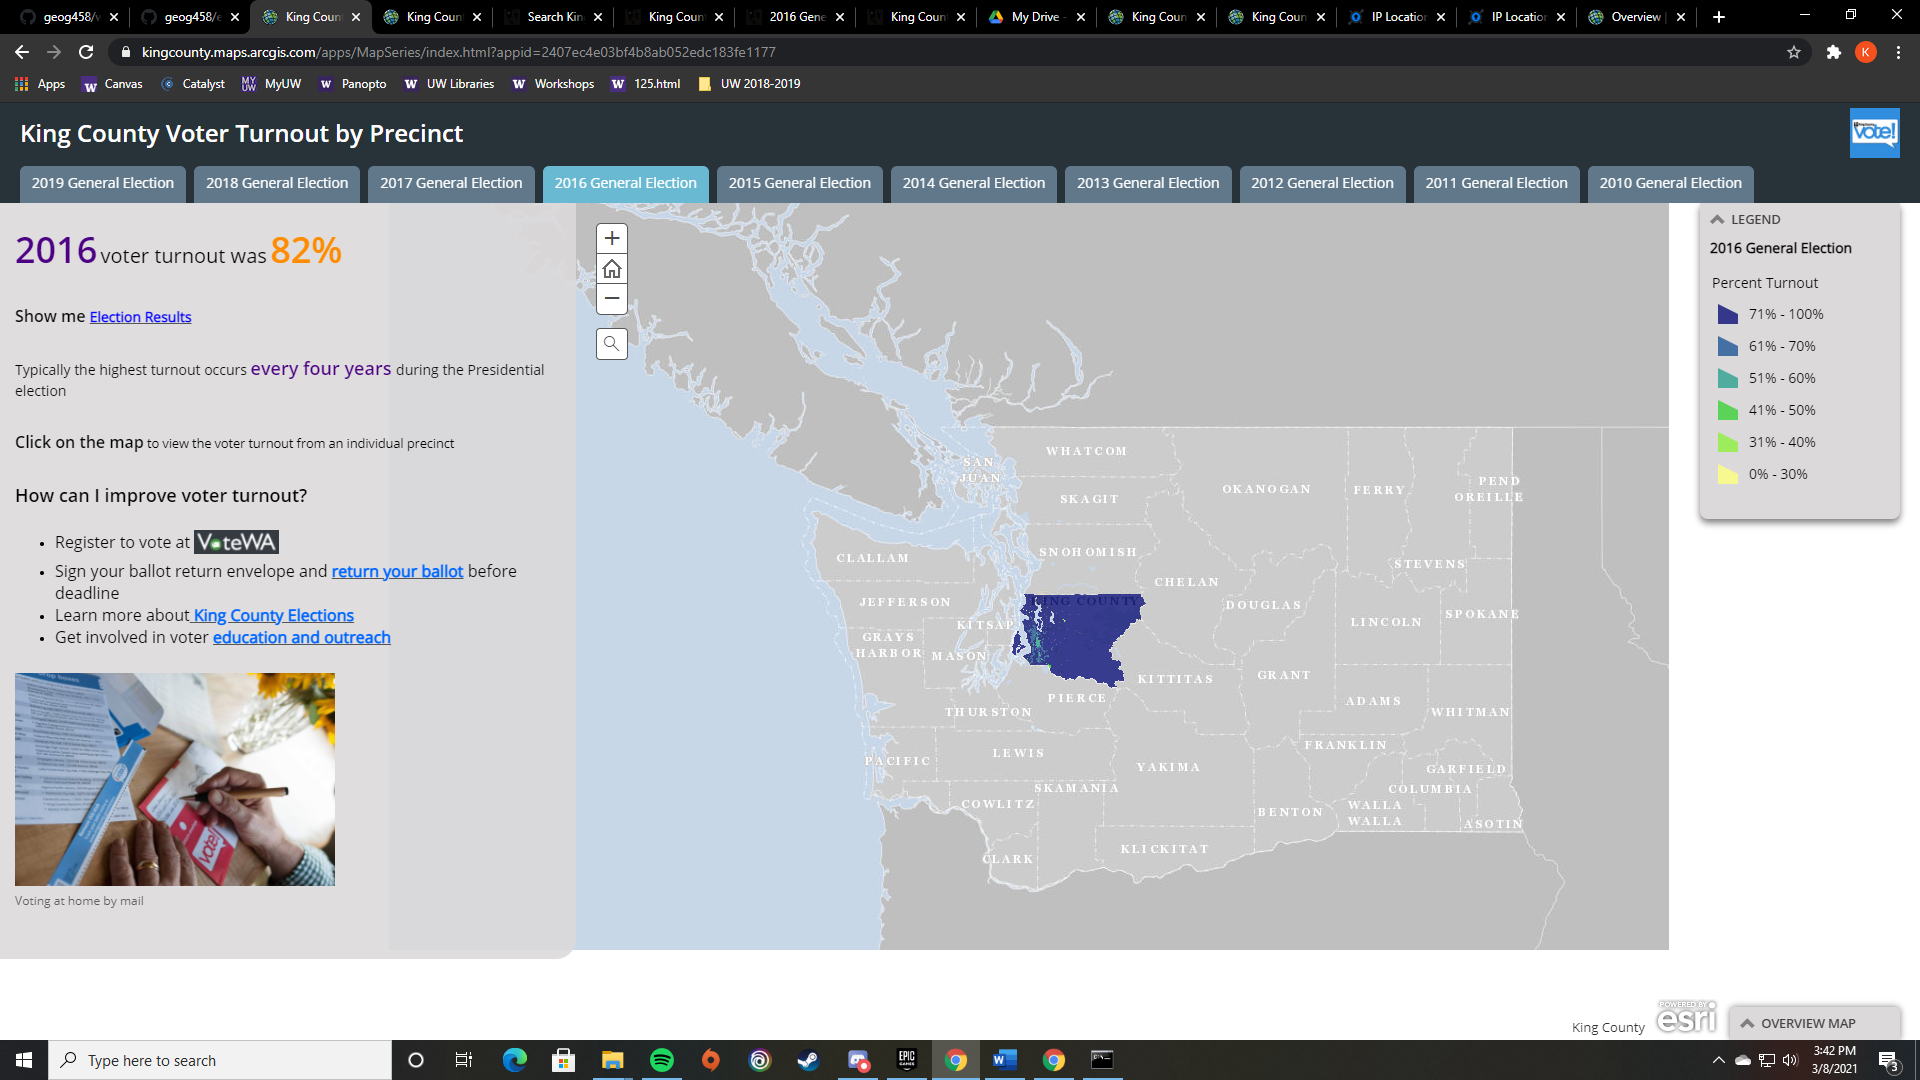 geog458/v
geog458/e
King Coun
King Coun
Search Kin
King Count
2016 Gene
King Count
My Drive -
King Coun
King Coun
IP Location
IP Location
Overview |
kingcounty.maps.arcgis.com/apps/MapSeries/index.html?appid=2407ec4e03bf4b8ab052edc183fe1177
K
Apps
Canvas
Catalyst
MyUW
Panopto
UW Libraries
Workshops
125.html
UW 2018-2019
King County Voter Turnout by Precinct
vote!
2019 General Election
2018 General Election
2017 General Election
2016 General Election
2015 General Election
2014 General Election
2013 General Election
2012 General Election
2011 General Election
2010 General Election
2016 voter turnout was 82%
Show me Election Results
Typically the highest turnout occurs every four years during the Presidential
election
Click on the map to view the voter turnout from an individual precinct
How can I improve voter turnout?
• Register to vote at VoteWA
• Sign your ballot return envelope and return your ballot before
deadline
• Learn more about King County Elections
• Get involved in voter education and outreach
Vote!
Voting at home by mail
WHATCOM
SAN
JUAN
SKAGIT
OKANOGAN
FERRY
PEND
OREILLE
SNOHOMISH
CLALLAM
STEVENS
CHELAN
JEFFERSON
KING COUNTY
DOUGLAS
SPOKANE
KITSAP
LINCOLN
GRAYS
HARBOR
MASON
KITTITAS
GRANT
PIERCE
ADAMS
THURSTON
WHITMAN
FRANKLIN
LEWIS
PACIFIC
YAKIMA
GARFIELD
SKAMANIA
COLUMBIA
COWLITZ
WALLA
WALLA
BENTON
ASOTIN
KLICKITAT
CLARK
LEGEND
2016 General Election
Percent Turnout
71% - 100%
61% - 70%
51% - 60%
41% - 50%
31% - 40%
0% - 30%
King County
POWERED BY
esri
OVERVIEW MAP
Type here to search
EPIC
GAMES
3:42 PM
3/8/2021
3